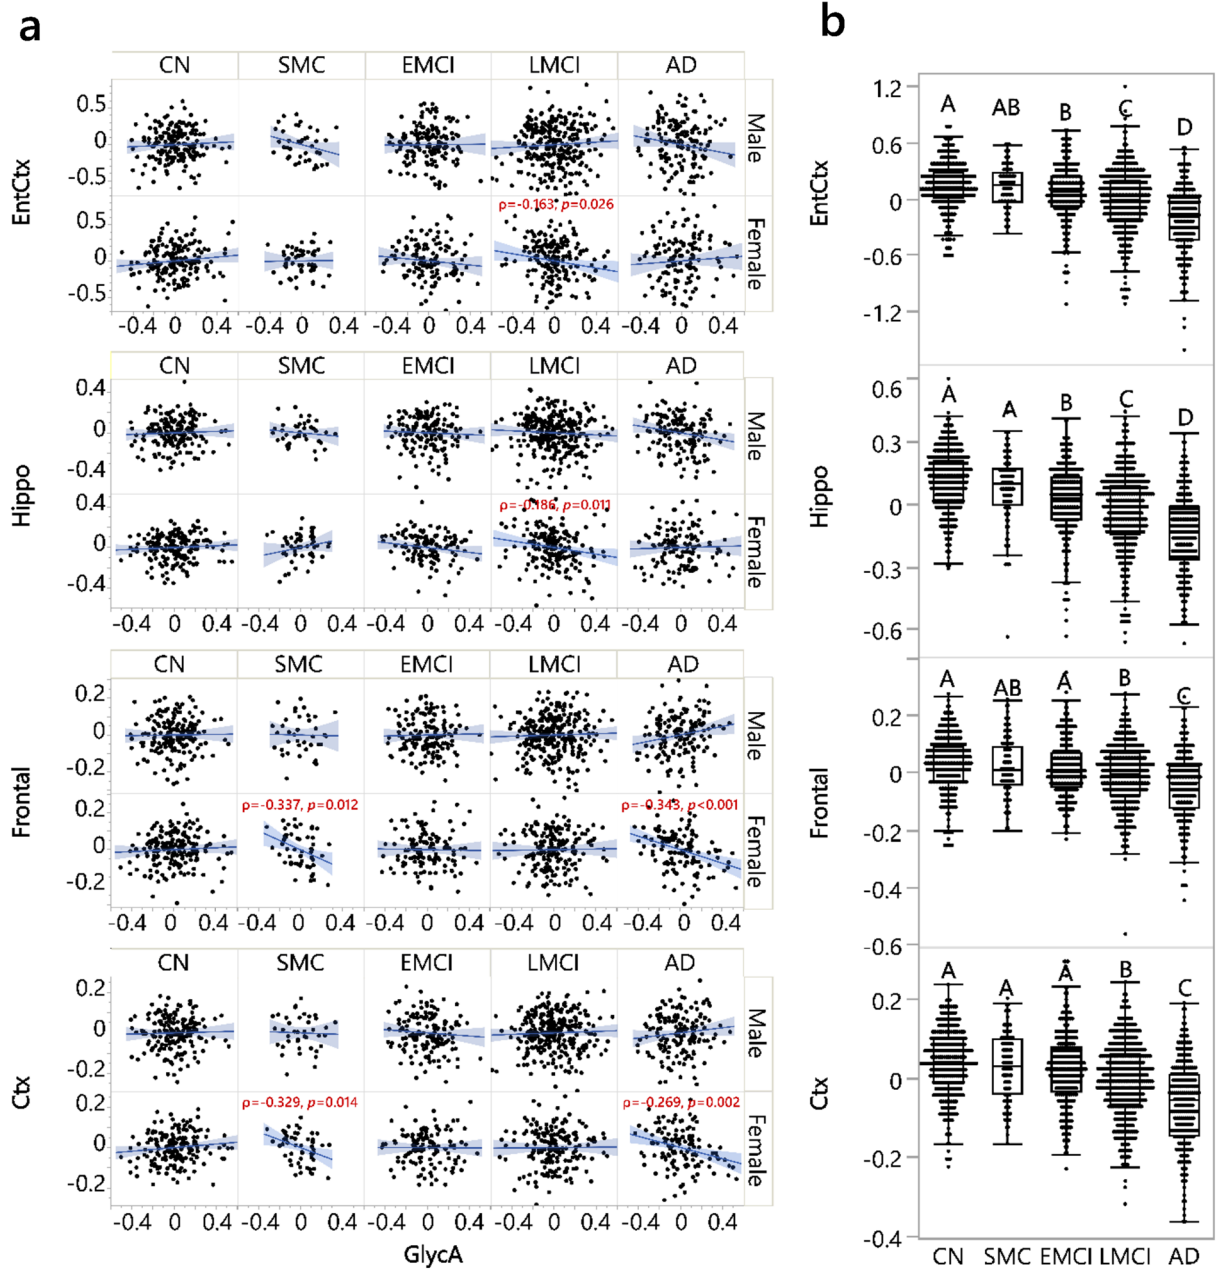 a
CN SMC EMCI LMCI AD
EntCtx
0.5
0
-0.5
Male
ρ=-0.163, p=0.026
0.5
0
-0.5
Female
-0.4 0 0.4 -0.4 0 0.4 -0.4 0 0.4 -0.4 0 0.4 -0.4 0 0.4
CN SMC EMCI LMCI AD
Hippo
0.4
0
-0.4
Male
ρ=-0.186, p=0.011
0.4
0
-0.4
Female
-0.4 0 0.4 -0.4 0 0.4 -0.4 0 0.4 -0.4 0 0.4 -0.4 0 0.4
CN SMC EMCI LMCI AD
Frontal
0.2
0
-0.2
Male
ρ=-0.337, p=0.012 ρ=-0.343, p<0.001
0.2
0
-0.2
Female
-0.4 0 0.4 -0.4 0 0.4 -0.4 0 0.4 -0.4 0 0.4 -0.4 0 0.4
CN SMC EMCI LMCI AD
Ctx
0.2
0
-0.2
Male
ρ=-0.329, p=0.014 ρ=-0.269, p=0.002
0.2
0
-0.2
Female
-0.4 0 0.4 -0.4 0 0.4 -0.4 0 0.4 -0.4 0 0.4 -0.4 0 0.4
GlycA
b
EntCtx
1.2
0.6
0
-0.6
-1.2
A AB B C D
Hippo
0.6
0.3
0
-0.3
-0.6
A A B C D
Frontal
0.2
0
-0.2
-0.4
-0.6
A AB A B C
Ctx
0.2
0
-0.2
-0.4
A A A B C
CN SMC EMCI LMCI AD